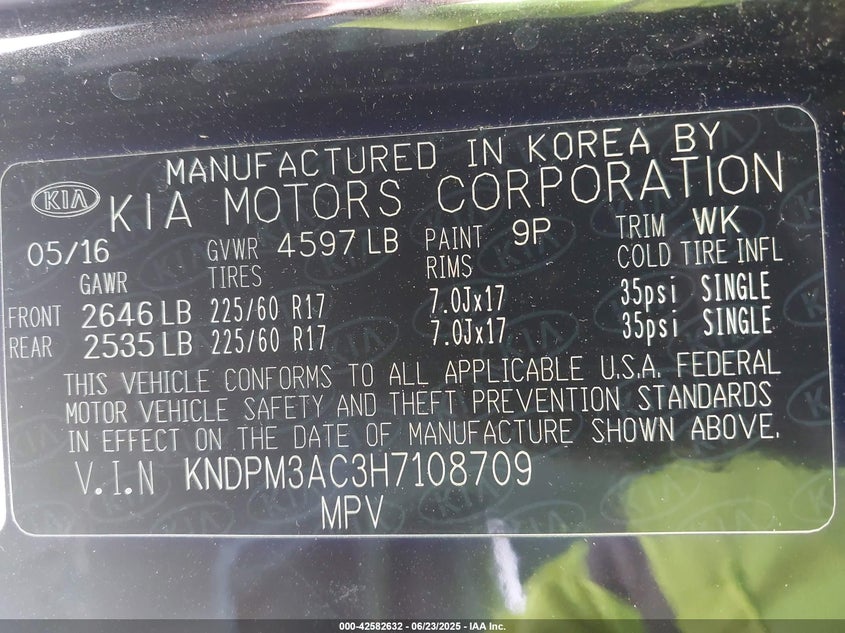 MANUFACTURED IN KOREA BY
KIA KIA MOTORS CORPORATION
05/16 GVWR 4597 LB PAINT 9P TRIM WK
GAWR TIRES RIMS COLD TIRE INFL
FRONT 2646 LB 225/60 R17 7.0Jx17 35psi SINGLE
REAR 2535 LB 225/60 R17 7.0Jx17 35psi SINGLE
THIS VEHICLE CONFORMS TO ALL APPLICABLE U.S.A. FEDERAL
MOTOR VEHICLE SAFETY AND THEFT PREVENTION STANDARDS
IN EFFECT ON THE DATE OF MANUFACTURE SHOWN ABOVE.
V.I.N KNDPM3AC3H7108709
MPV
000-42582632 - 06/23/2025 - IAA Inc.